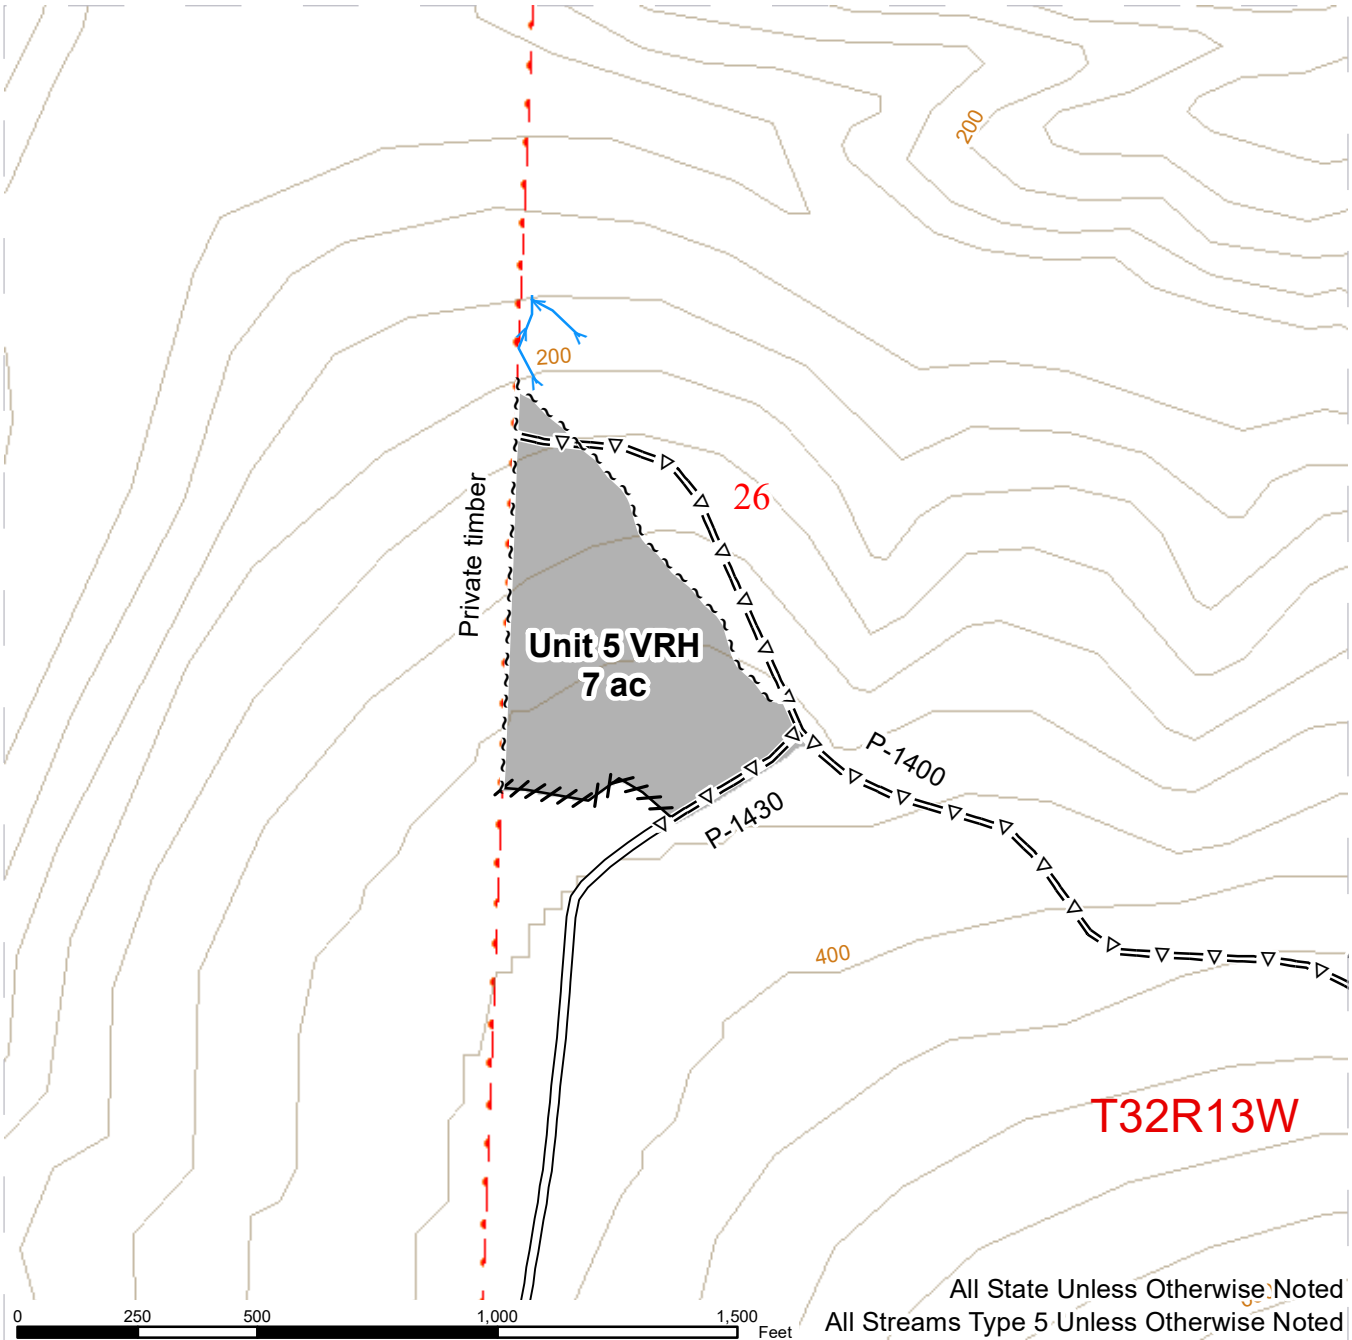 200
200
26
Private timber
Unit 5 VRH
7 ac
P-1400
P-1430
400
T32R13W
All State Unless Otherwise Noted
0 250 500 1,000 1,500 Feet
All Streams Type 5 Unless Otherwise Noted